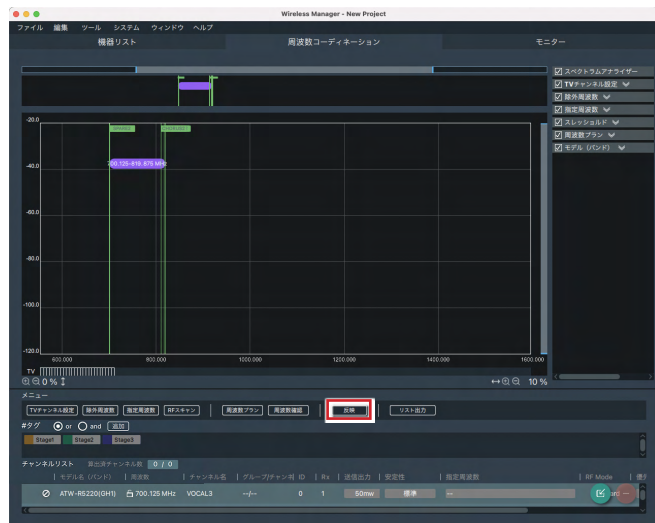 Wireless Manager - New Project
ファイル 編集 ツール システム ウィンドウ ヘルプ
機器リスト 周波数コーディネーション モニター
スペクトラムアナライザー
TVチャンネル設定
除外周波数
指定周波数
スレッショルド
周波数プラン
モデル (バンド)
-20.0
700.125-818.875 MHz
-40.0
-60.0
-80.0
-100.0
-120.0
600.000 800.000 1000.000 1200.000 1400.000 1600.000
TV
0 % 10 %
メニュー
TVチャンネル設定 除外周波数 指定周波数 RFスキャン 周波数プラン 周波数確認 反映 リスト出力
#タグ or and 追加
Stage1 Stage2 Stage3
チャンネルリスト 算出済チャンネル数 0 / 0
モデル名 (バンド) 周波数 チャンネル名 グループ/チャンネ ID Rx 送信出力 安定性 指定周波数 RF Mode
ATW-R5220(GH1) 700.125 MHz VOCAL3 --/-- 0 1 50mw 標準 --